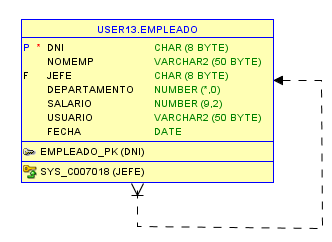 USER13.EMPLEADO
P * DNI CHAR (8 BYTE)
NOMEMP VARCHAR2 (50 BYTE)
F JEFE CHAR (8 BYTE)
DEPARTAMENTO NUMBER (*,0)
SALARIO NUMBER (9,2)
USUARIO VARCHAR2 (50 BYTE)
FECHA DATE
EMPLEADO_PK (DNI)
SYS_C007018 (JEFE)